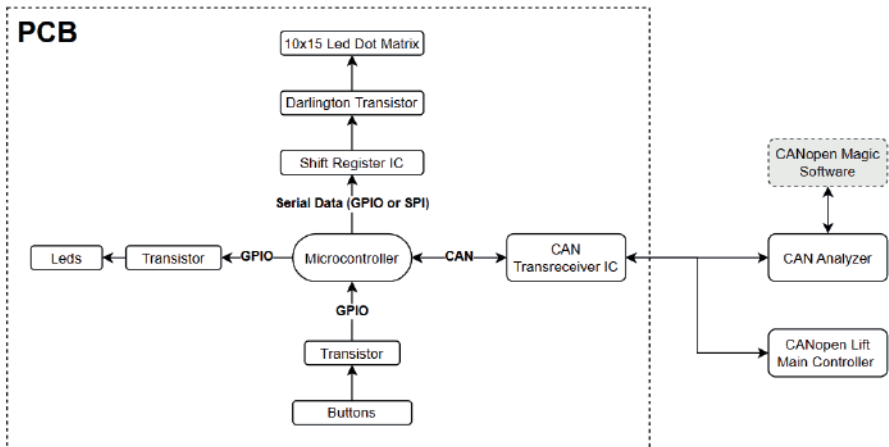 PCB
10x15 Led Dot Matrix
Darlington Transistor
Shift Register IC
Serial Data (GPIO or SPI)
Leds
Transistor
GPIO
Microcontroller
CAN
CAN
Transreceiver IC
GPIO
Transistor
Buttons
CANopen Magic
Software
CAN Analyzer
CANopen Lift
Main Controller